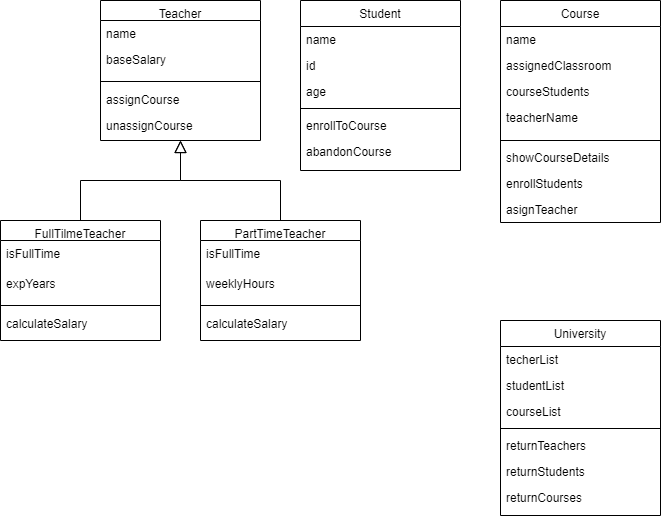 Teacher
name
baseSalary
assignCourse
unassignCourse
Student
name
id
age
enrollToCourse
abandonCourse
Course
name
assignedClassroom
courseStudents
teacherName
showCourseDetails
enrollStudents
asignTeacher
FullTilmeTeacher
isFullTime
expYears
calculateSalary
PartTimeTeacher
isFullTime
weeklyHours
calculateSalary
University
techerList
studentList
courseList
returnTeachers
returnStudents
returnCourses